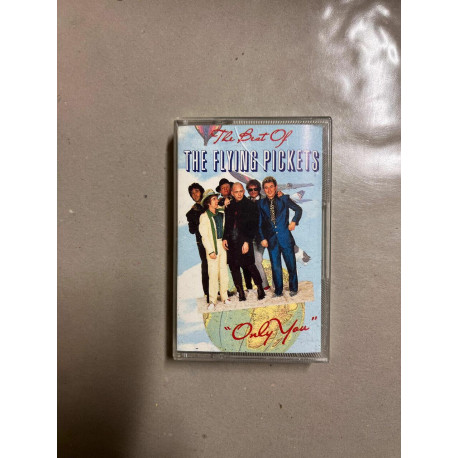 The Best Of
THE FLYING PICKETS
"Only You"